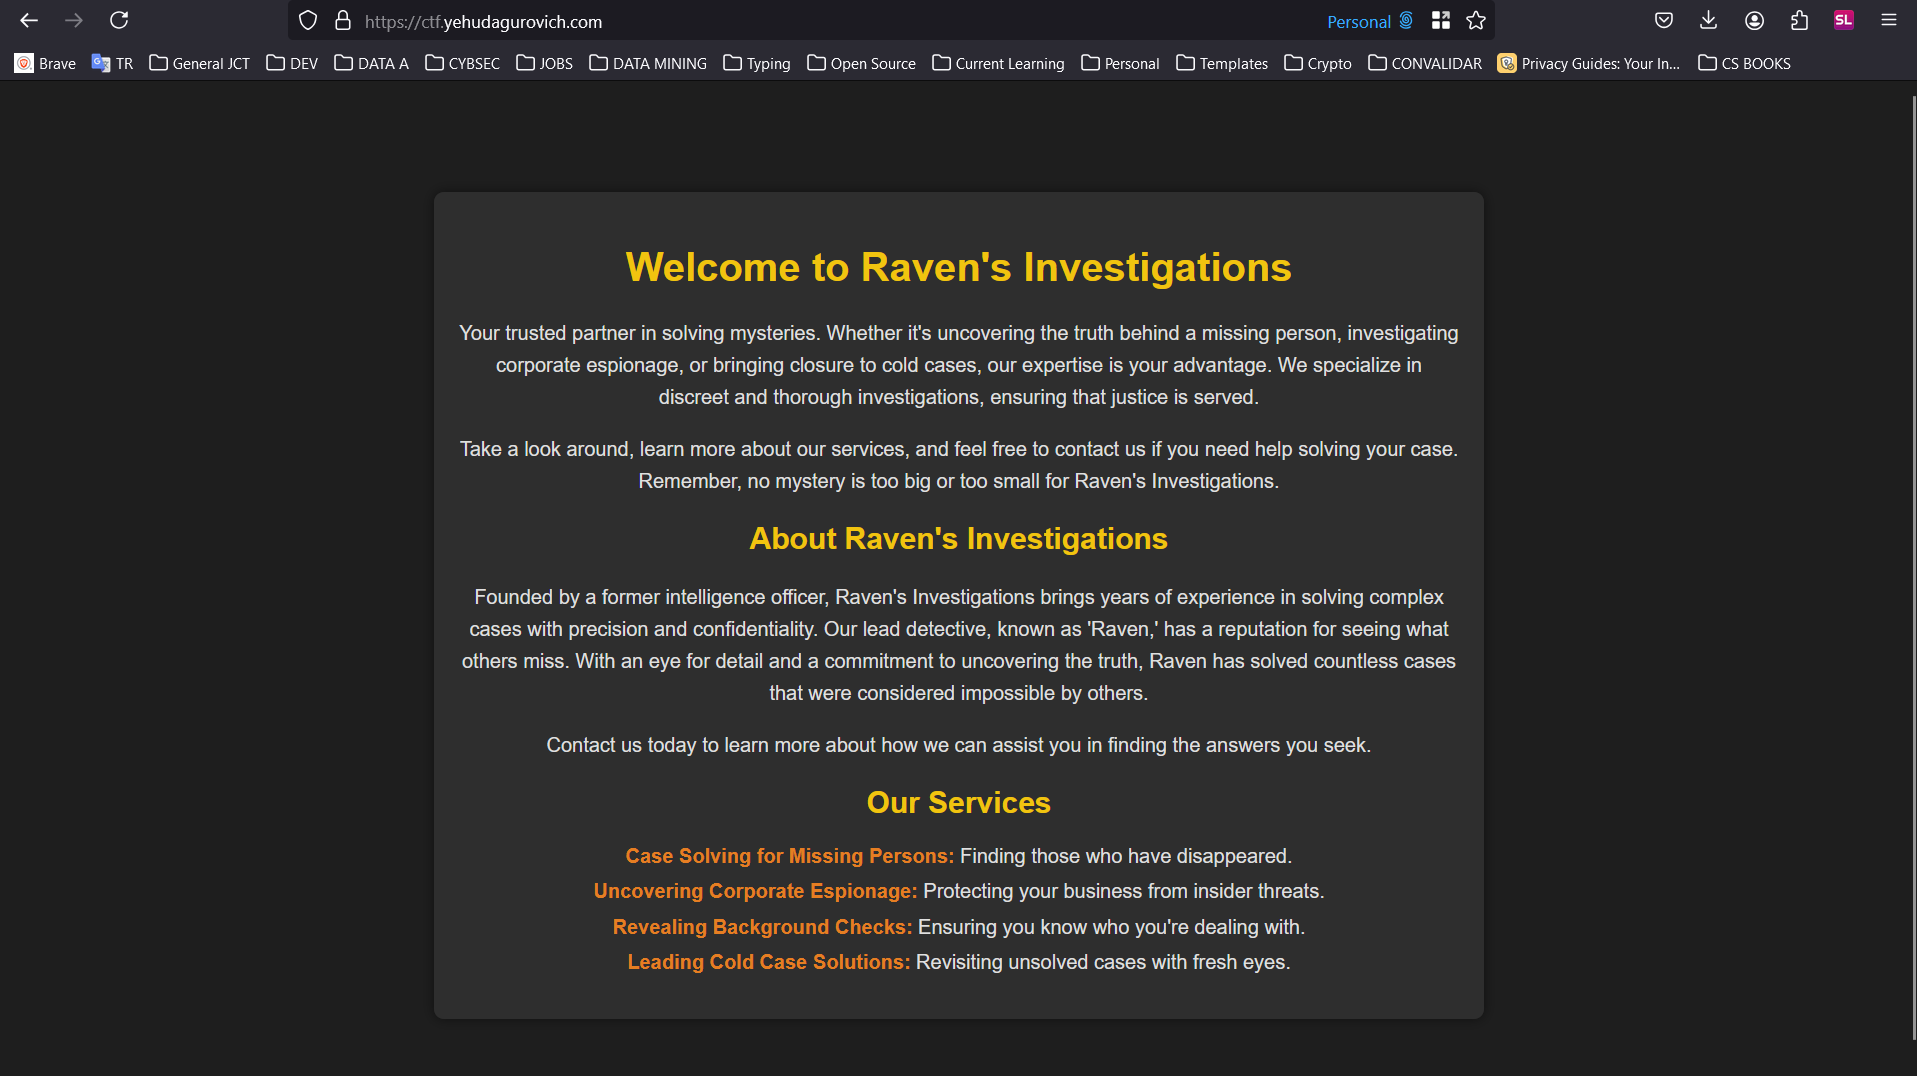 https://ctf.yehudagurovich.com
Personal
SL
Brave
TR
General JCT
DEV
DATA A
CYBSEC
JOBS
DATA MINING
Typing
Open Source
Current Learning
Personal
Templates
Crypto
CONVALIDAR
Privacy Guides: Your In...
CS BOOKS
Welcome to Raven's Investigations
Your trusted partner in solving mysteries. Whether it's uncovering the truth behind a missing person, investigating
corporate espionage, or bringing closure to cold cases, our expertise is your advantage. We specialize in
discreet and thorough investigations, ensuring that justice is served.
Take a look around, learn more about our services, and feel free to contact us if you need help solving your case.
Remember, no mystery is too big or too small for Raven's Investigations.
About Raven's Investigations
Founded by a former intelligence officer, Raven's Investigations brings years of experience in solving complex
cases with precision and confidentiality. Our lead detective, known as 'Raven,' has a reputation for seeing what
others miss. With an eye for detail and a commitment to uncovering the truth, Raven has solved countless cases
that were considered impossible by others.
Contact us today to learn more about how we can assist you in finding the answers you seek.
Our Services
Case Solving for Missing Persons: Finding those who have disappeared.
Uncovering Corporate Espionage: Protecting your business from insider threats.
Revealing Background Checks: Ensuring you know who you're dealing with.
Leading Cold Case Solutions: Revisiting unsolved cases with fresh eyes.